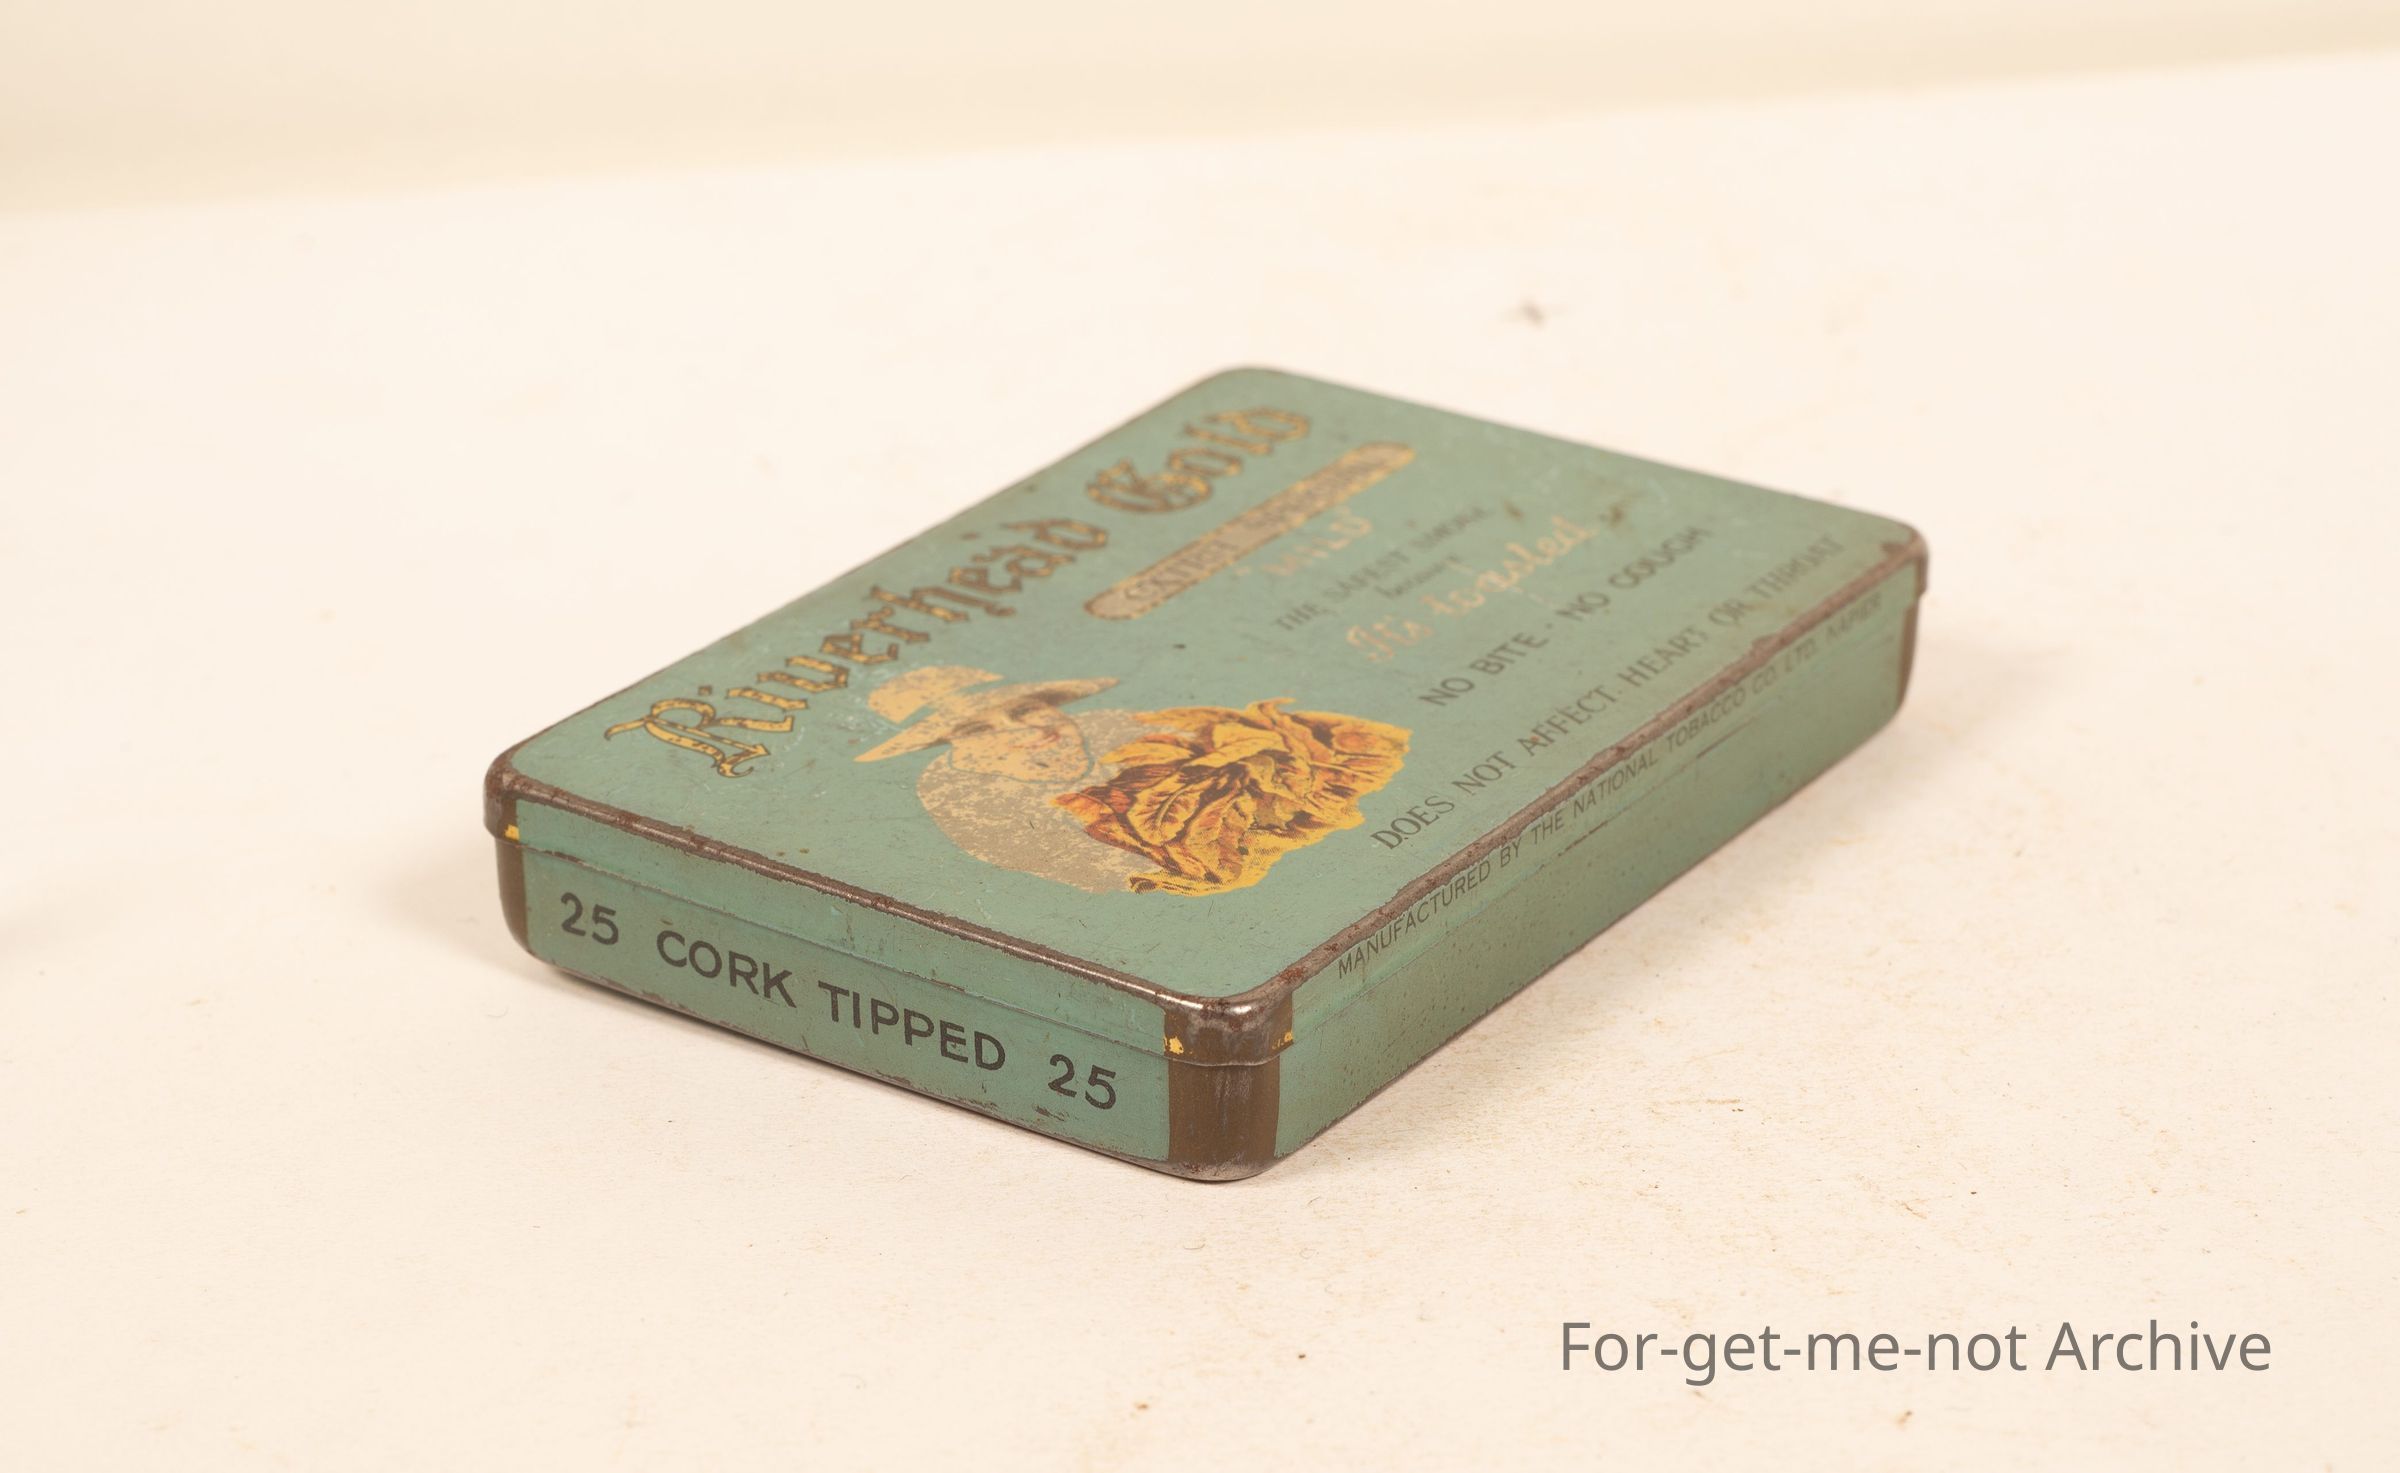 Riverhead Gold
"MILD"
THE SAFEST SMOKE
because
It's toasted
NO BITE · NO COUGH
DOES NOT AFFECT HEART OR THROAT
MANUFACTURED BY THE NATIONAL TOBACCO CO. LTD. NAPIER
25 CORK TIPPED 25
For-get-me-not Archive